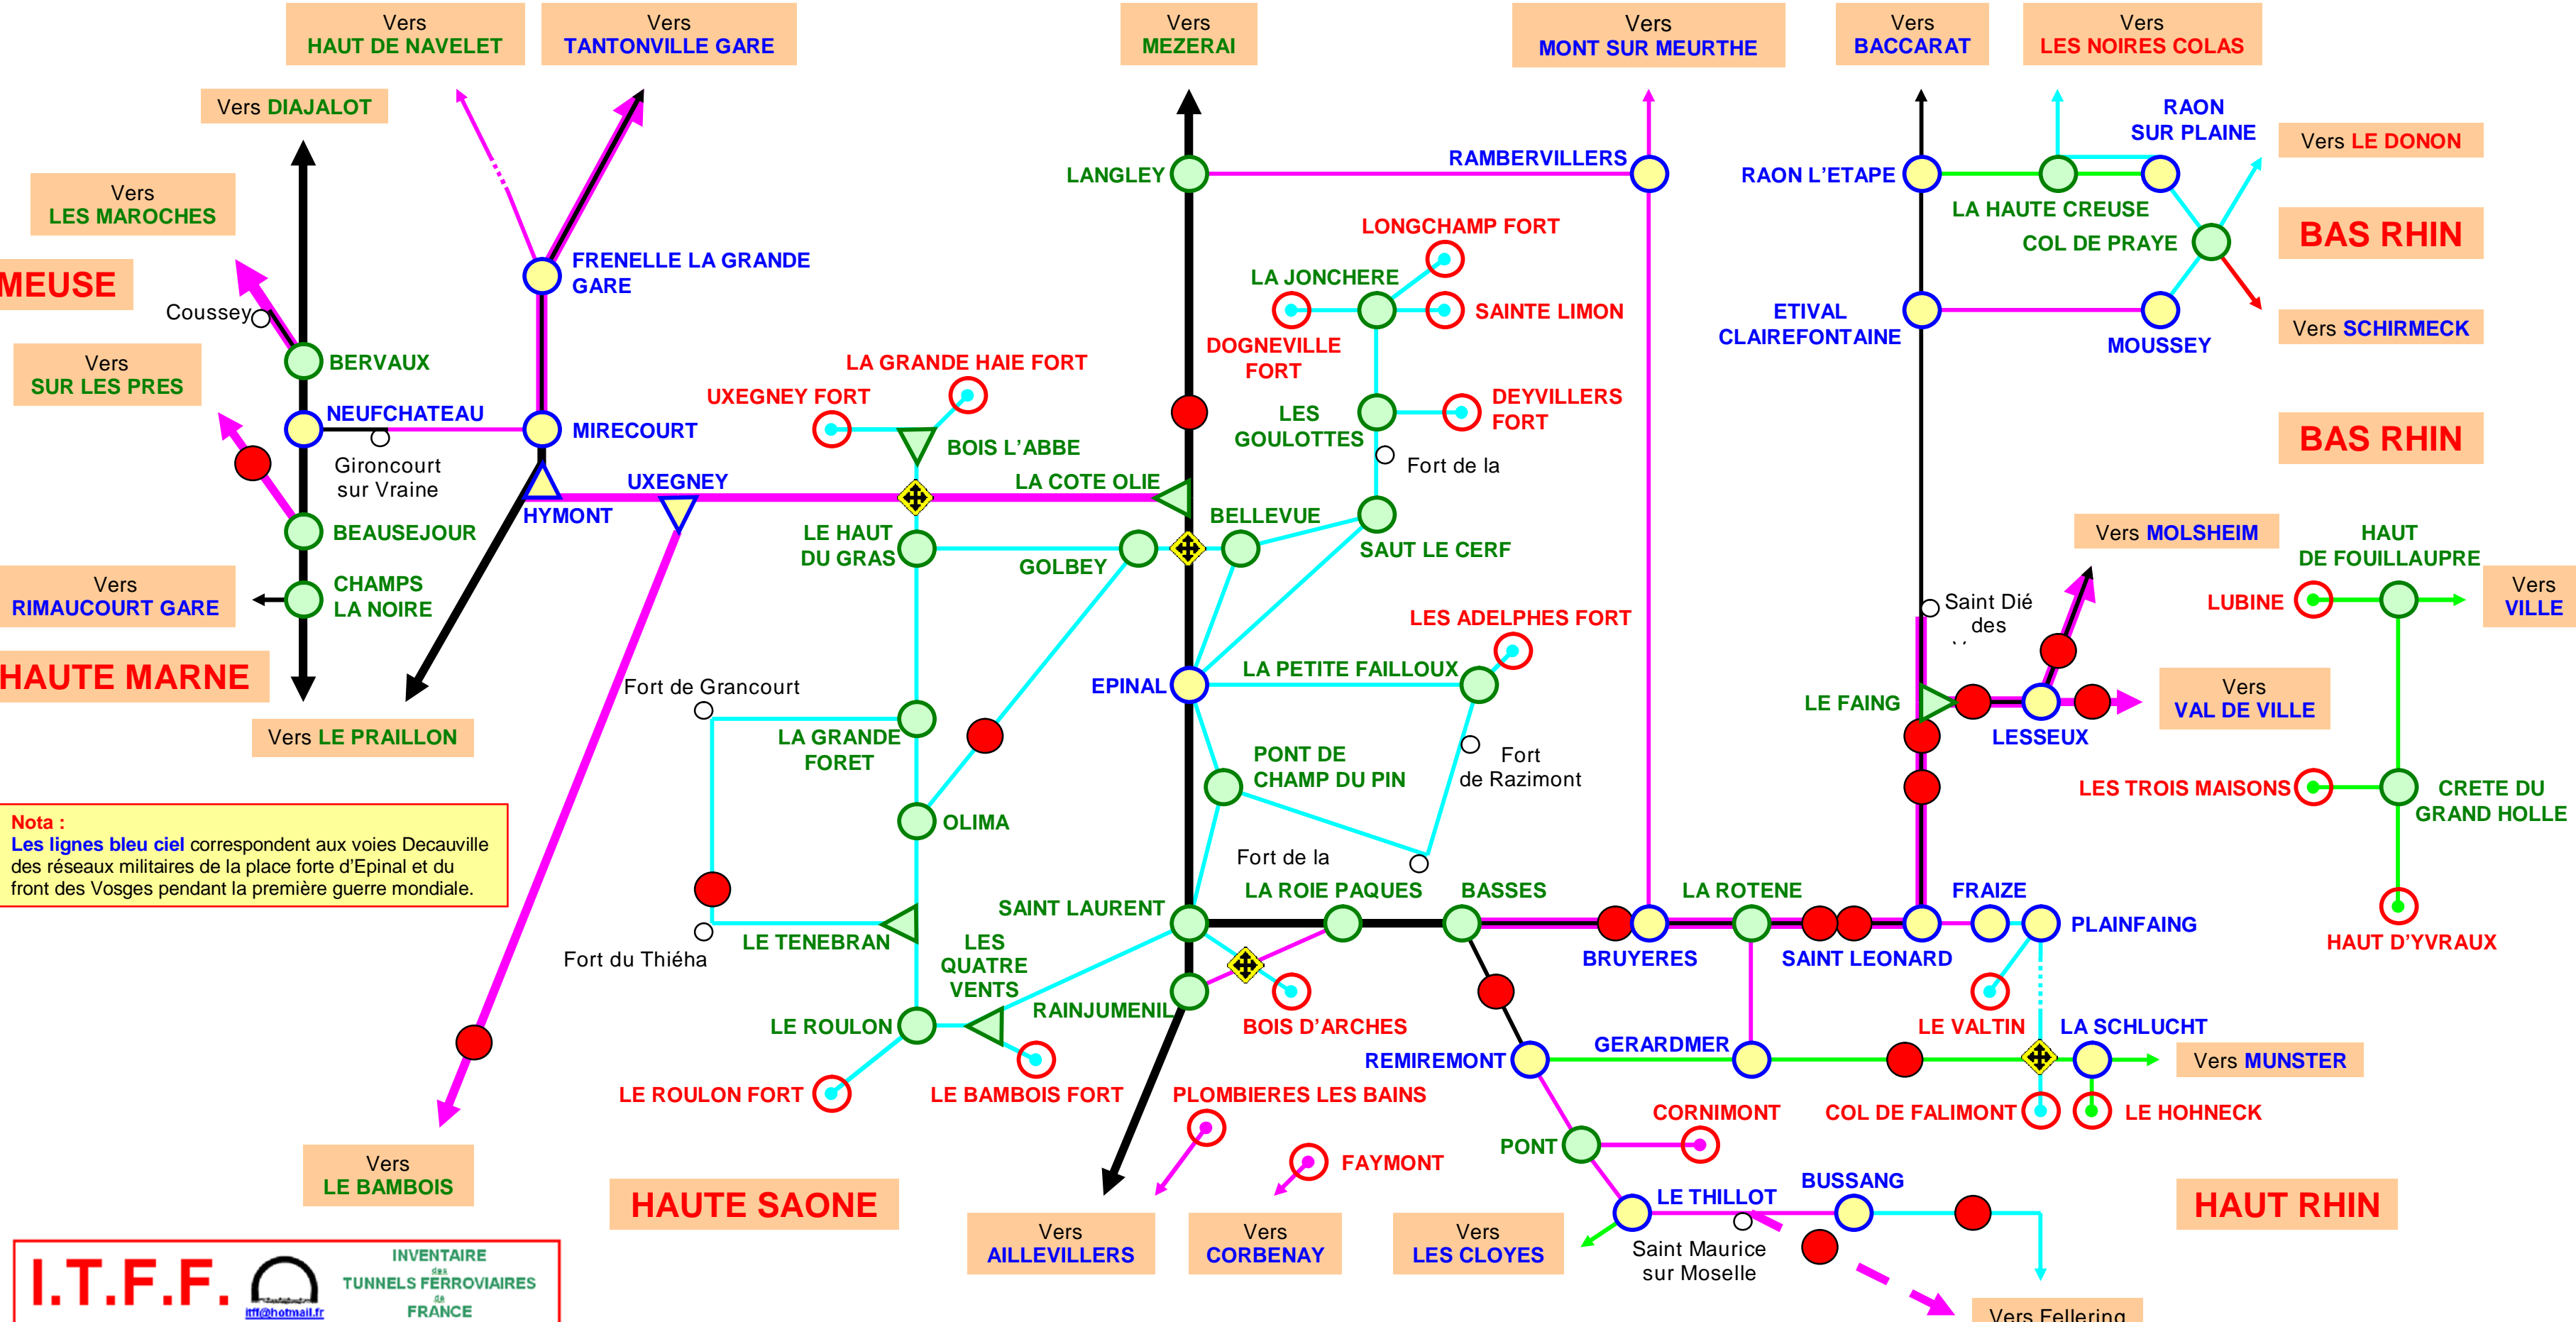 Vers
HAUT DE NAVELET
Vers
TANTONVILLE GARE
Vers
MEZERAI
Vers
MONT SUR MEURTHE
Vers
BACCARAT
Vers
LES NOIRES COLAS
Vers DIAJALOT
RAON
SUR PLAINE
Vers LE DONON
LANGLEY
RAMBERVILLERS
RAON L'ETAPE
Vers
LES MAROCHES
LA HAUTE CREUSE
COL DE PRAYE
BAS RHIN
LONGCHAMP FORT
FRENELLE LA GRANDE
GARE
MEUSE
LA JONCHERE
Coussey
SAINTE LIMON
ETIVAL
CLAIREFONTAINE
Vers SCHIRMECK
MOUSSEY
DOGNEVILLE
FORT
BERVAUX
Vers
SUR LES PRES
LA GRANDE HAIE FORT
UXEGNEY FORT
DEYVILLERS
FORT
LES
GOULOTTES
NEUFCHATEAU
MIRECOURT
BAS RHIN
BOIS L'ABBE
Gironcourt
sur Vraine
Fort de la
UXEGNEY
LA COTE OLIE
HYMONT
BELLEVUE
BEAUSEJOUR
LE HAUT
DU GRAS
GOLBEY
SAUT LE CERF
Vers MOLSHEIM
HAUT
DE FOUILLAUPRE
Vers
RIMAUCOURT GARE
CHAMPS
LA NOIRE
Vers
VILLE
LUBINE
Saint Dié
des
LES ADELPHES FORT
HAUTE MARNE
LA PETITE FAILLOUX
EPINAL
Fort de Grancourt
LE FAING
Vers
VAL DE VILLE
Vers LE PRAILLON
LA GRANDE
FORET
LESSEUX
PONT DE
CHAMP DU PIN
Fort
de Razimont
LES TROIS MAISONS
CRETE DU
GRAND HOLLE
Nota :
Les lignes bleu ciel correspondent aux voies Decauville
des réseaux militaires de la place forte d'Epinal et du
front des Vosges pendant la première guerre mondiale.
OLIMA
Fort de la
LA ROIE PAQUES
BASSES
LA ROTENE
FRAIZE
SAINT LAURENT
PLAINFAING
LE TENEBRAN
LES
QUATRE
VENTS
Fort du Thiéha
BRUYERES
SAINT LEONARD
HAUT D'YVRAUX
RAINJUMENIL
LE ROULON
BOIS D'ARCHES
LE VALTIN
LA SCHLUCHT
REMIREMONT
GERARDMER
Vers MUNSTER
LE ROULON FORT
LE BAMBOIS FORT
PLOMBIERES LES BAINS
CORNIMONT
COL DE FALIMONT
LE HOHNECK
PONT
FAYMONT
Vers
LE BAMBOIS
HAUTE SAONE
LE THILLOT
BUSSANG
HAUT RHIN
Vers
AILLEVILLERS
Vers
CORBENAY
Vers
LES CLOYES
Saint Maurice
sur Moselle
I.T.F.F.
itff@hotmail.fr
INVENTAIRE
des
TUNNELS FERROVIAIRES
de
FRANCE
Vers Fellering